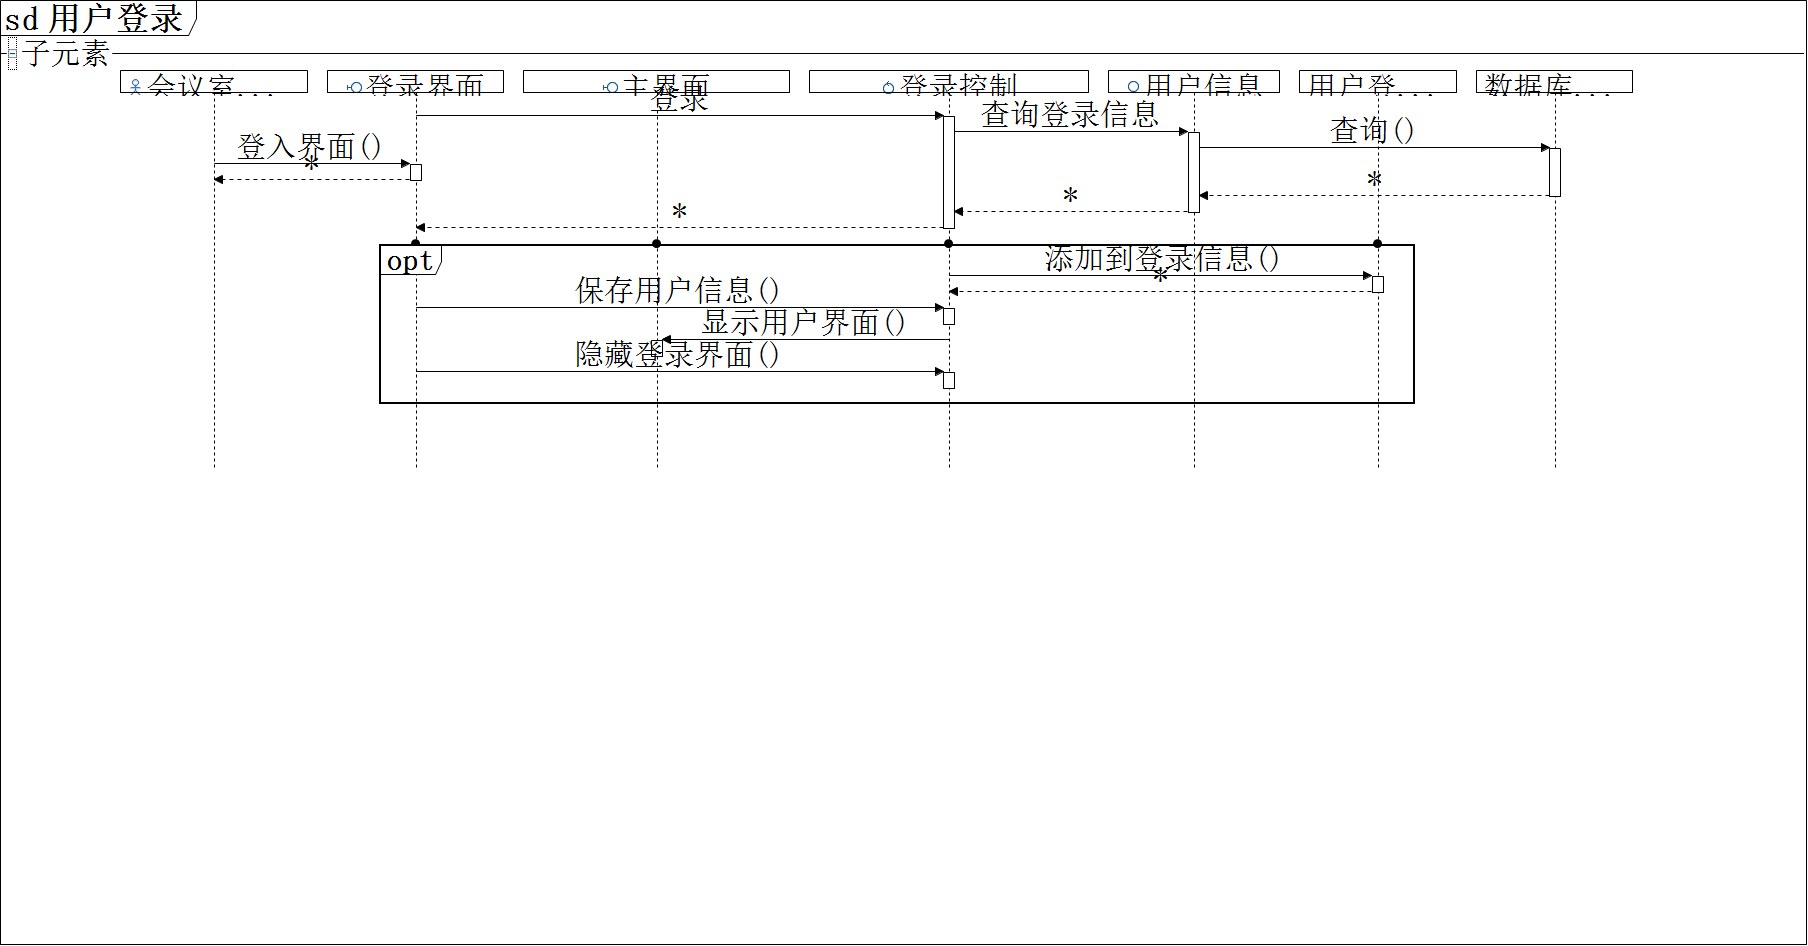 sd 用户登录
子元素
会议室...
登录界面
主界面
登录控制
用户信息
用户登...
数据库...
登录
查询登录信息
查询()
登入界面()
*
*
*
*
opt
添加到登录信息()
*
保存用户信息()
显示用户界面()
隐藏登录界面()